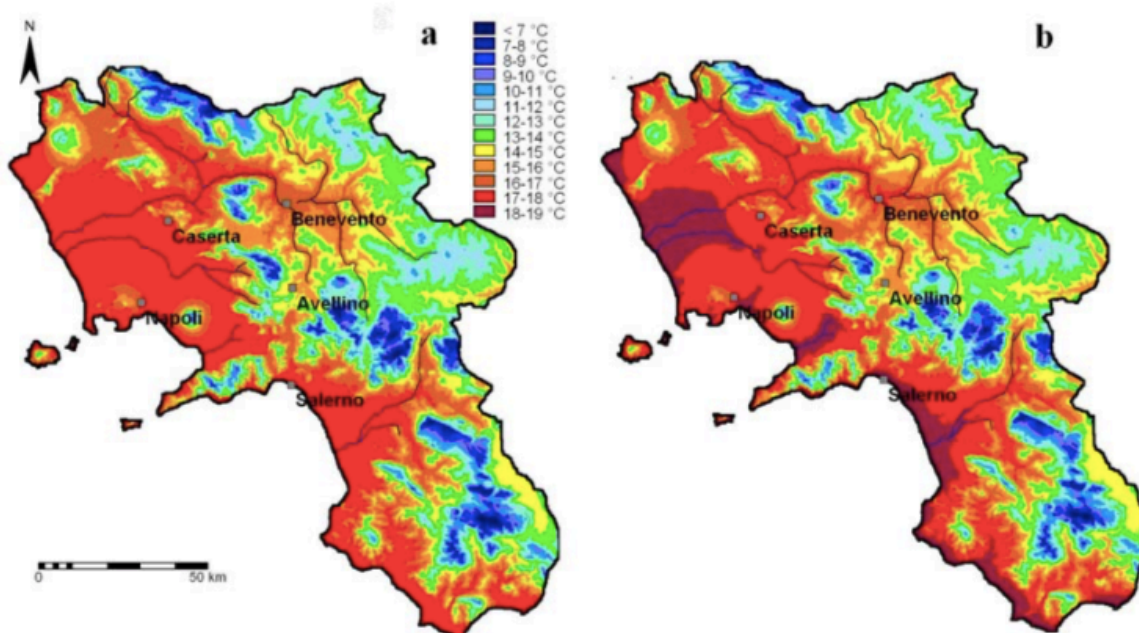 N
a
b
< 7 °C
7-8 °C
8-9 °C
9-10 °C
10-11 °C
11-12 °C
12-13 °C
13-14 °C
14-15 °C
15-16 °C
16-17 °C
17-18 °C
18-19 °C
Benevento
Caserta
Avellino
Napoli
Salerno
0 50 km
Benevento
Caserta
Avellino
Napoli
Salerno